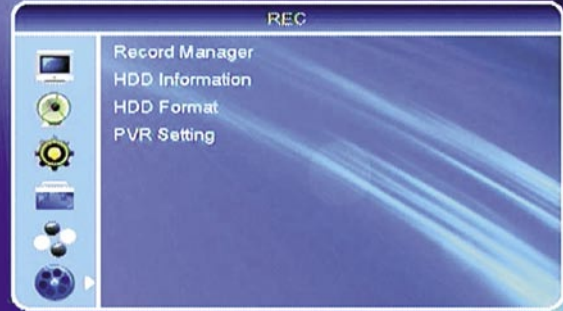 REC
Record Manager
HDD Information
HDD Format
PVR Setting